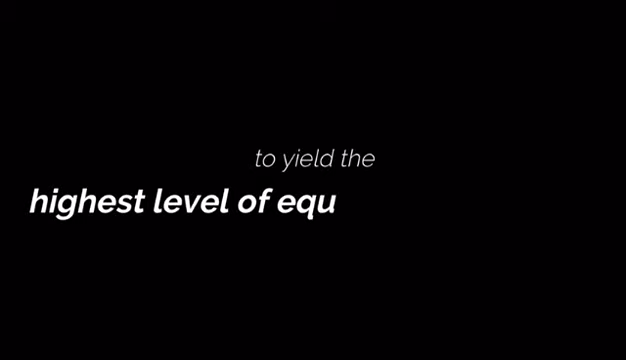 to yield the
highest level of equ